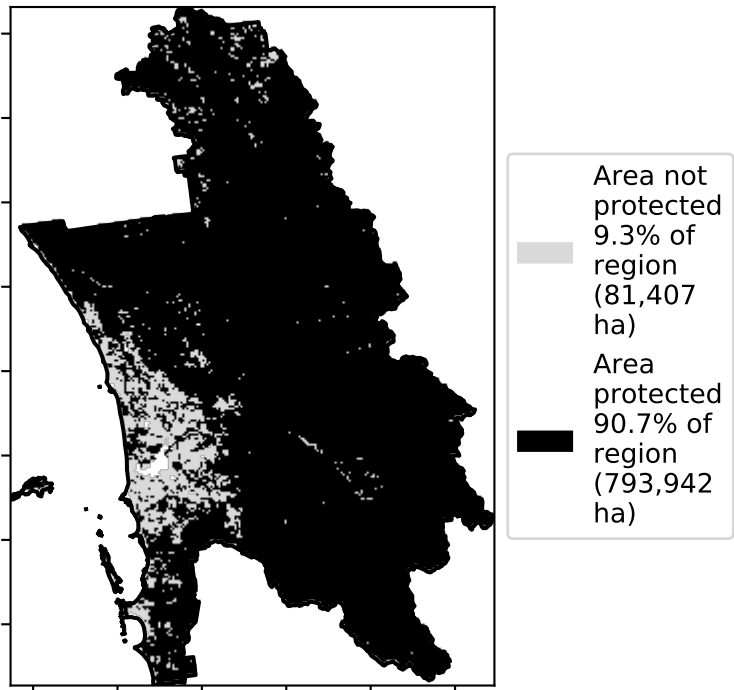 Area not
protected
9.3% of
region
(81,407
ha)
Area
protected
90.7% of
region
(793,942
ha)